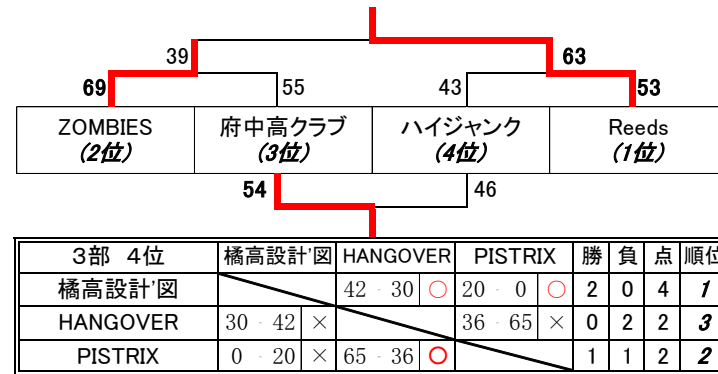 39 63
69 55 43 53
ZOMBIES 府中高クラブ ハイジャンク Reeds
(2位) (3位) (4位) (1位)
54 46
3部 4位 橘高設計'図 HANGOVER PISTRIX 勝 負 点 順位
橘高設計'図 42 - 30 ○ 20 - 0 ○ 2 0 4 1
HANGOVER 30 - 42 × 36 - 65 × 0 2 2 3
PISTRIX 0 - 20 × 65 - 36 ○ 1 1 2 2